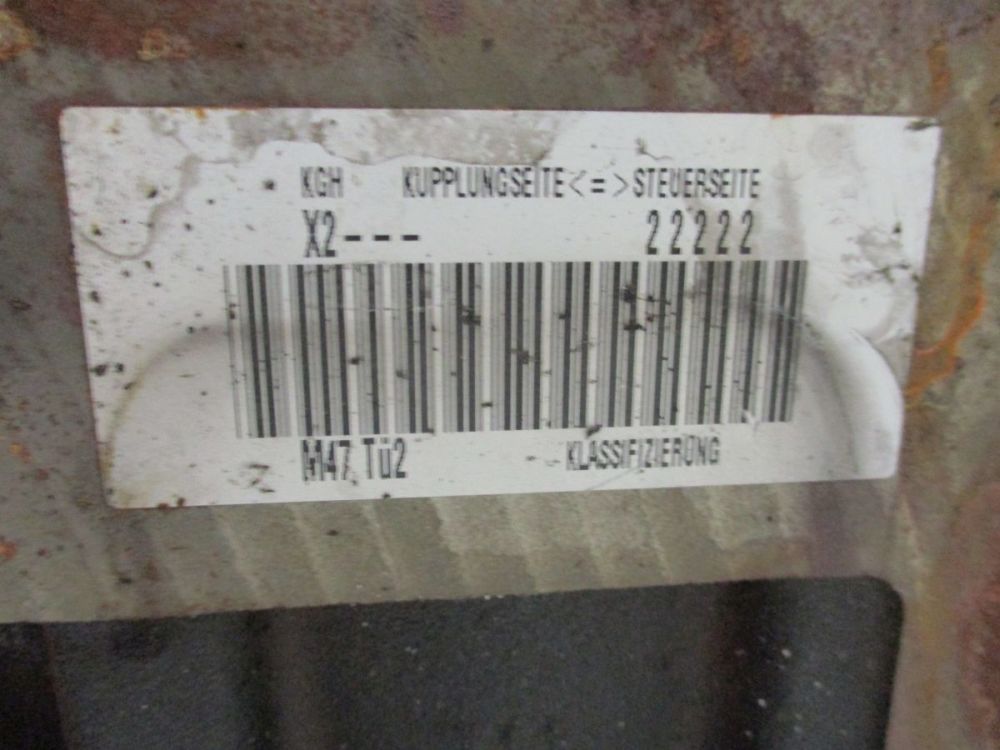 KGH KUPPLUNGSEITE<=>STEUERSEITE
X2--- 22222
M47 Tü2 KLASSIFIZIERUNG